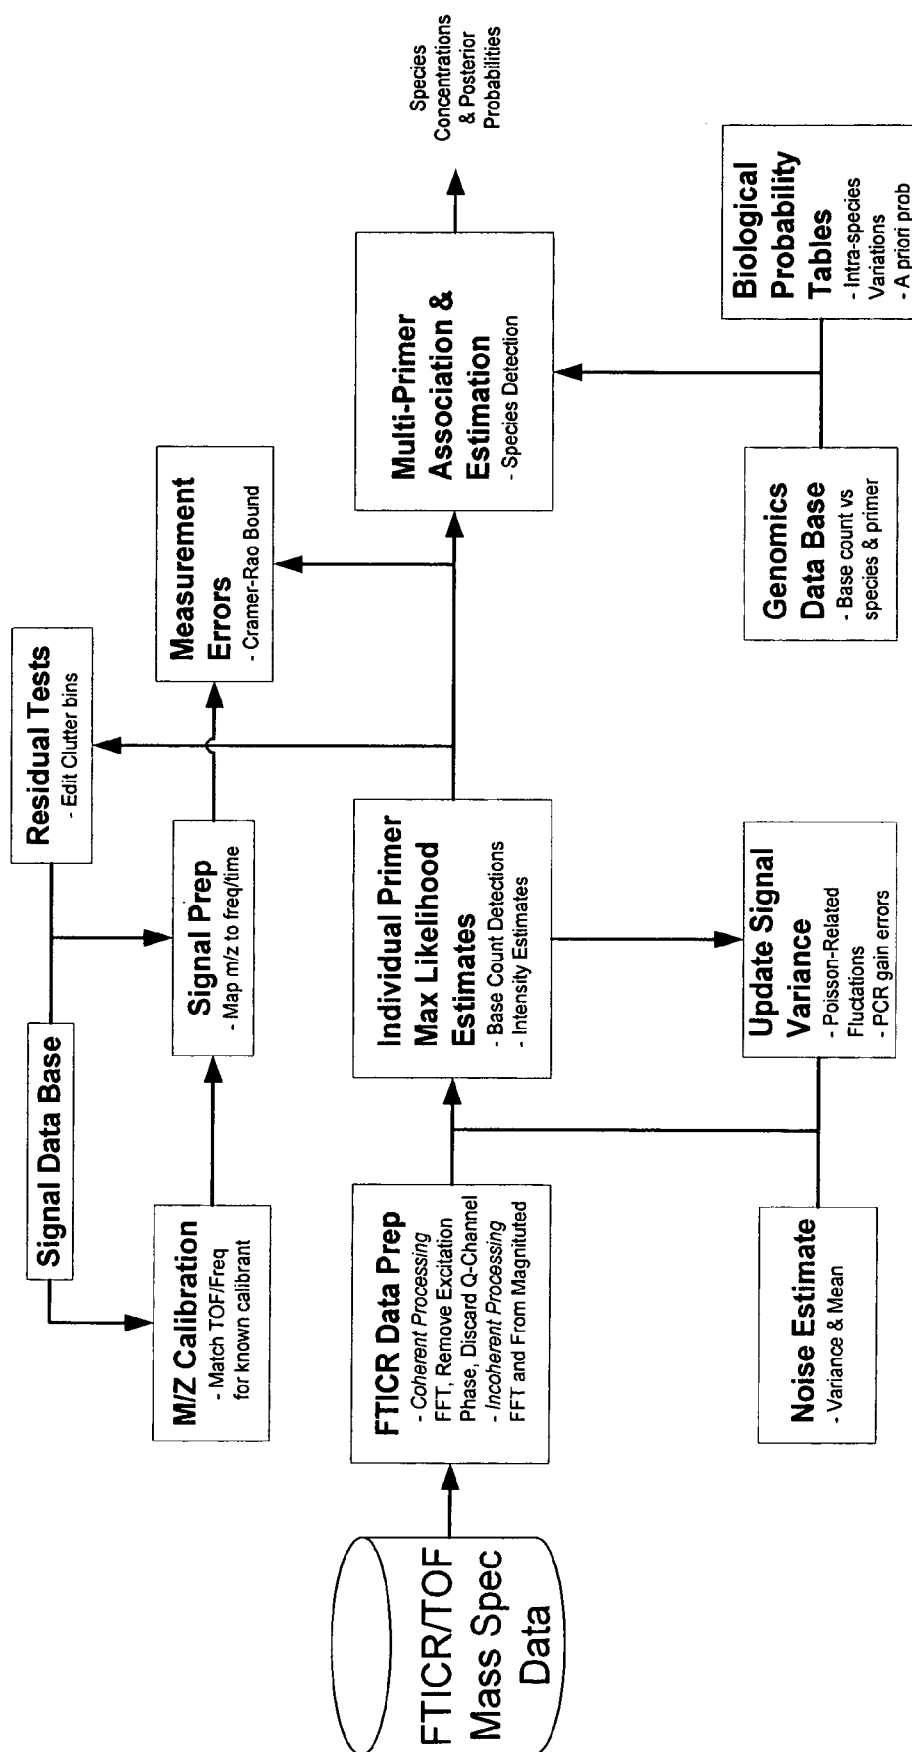 Signal Data Base
Residual Tests
- Edit Clutter bins
M/Z Calibration
- Match TOF/Freq
for known calibrant
Signal Prep
- Map m/z to freq/time
Measurement
Errors
- Cramer-Rao Bound
FTICR/TOF
Mass Spec
Data
FTICR Data Prep
- Coherent Processing
FFT, Remove Excitation
Phase, Discard Q-Channel
- Incoherent Processing
FFT and From Magnituted
Individual Primer
Max Likelihood
Estimates
- Base Count Detections
- Intensity Estimates
Multi-Primer
Association &
Estimation
- Species Detection
Species
Concentrations
& Posterior
Probabilities
Noise Estimate
- Variance & Mean
Update Signal
Variance
- Poisson-Related
Fluctations
- PCR gain errors
Genomics
Data Base
- Base count vs
species & primer
Biological
Probability
Tables
- Intra-species
Variations
- A priori prob